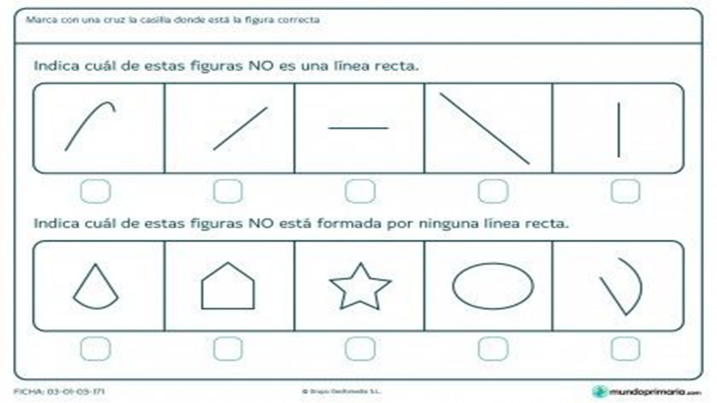 Marca con una cruz la casilla donde está la figura correcta
Indica cuál de estas figuras NO es una línea recta.
Indica cuál de estas figuras NO está formada por ninguna línea recta.
FICHA: 03-01-03-171
© Grupo Gesfomedia S.L.
mundoprimaria.com